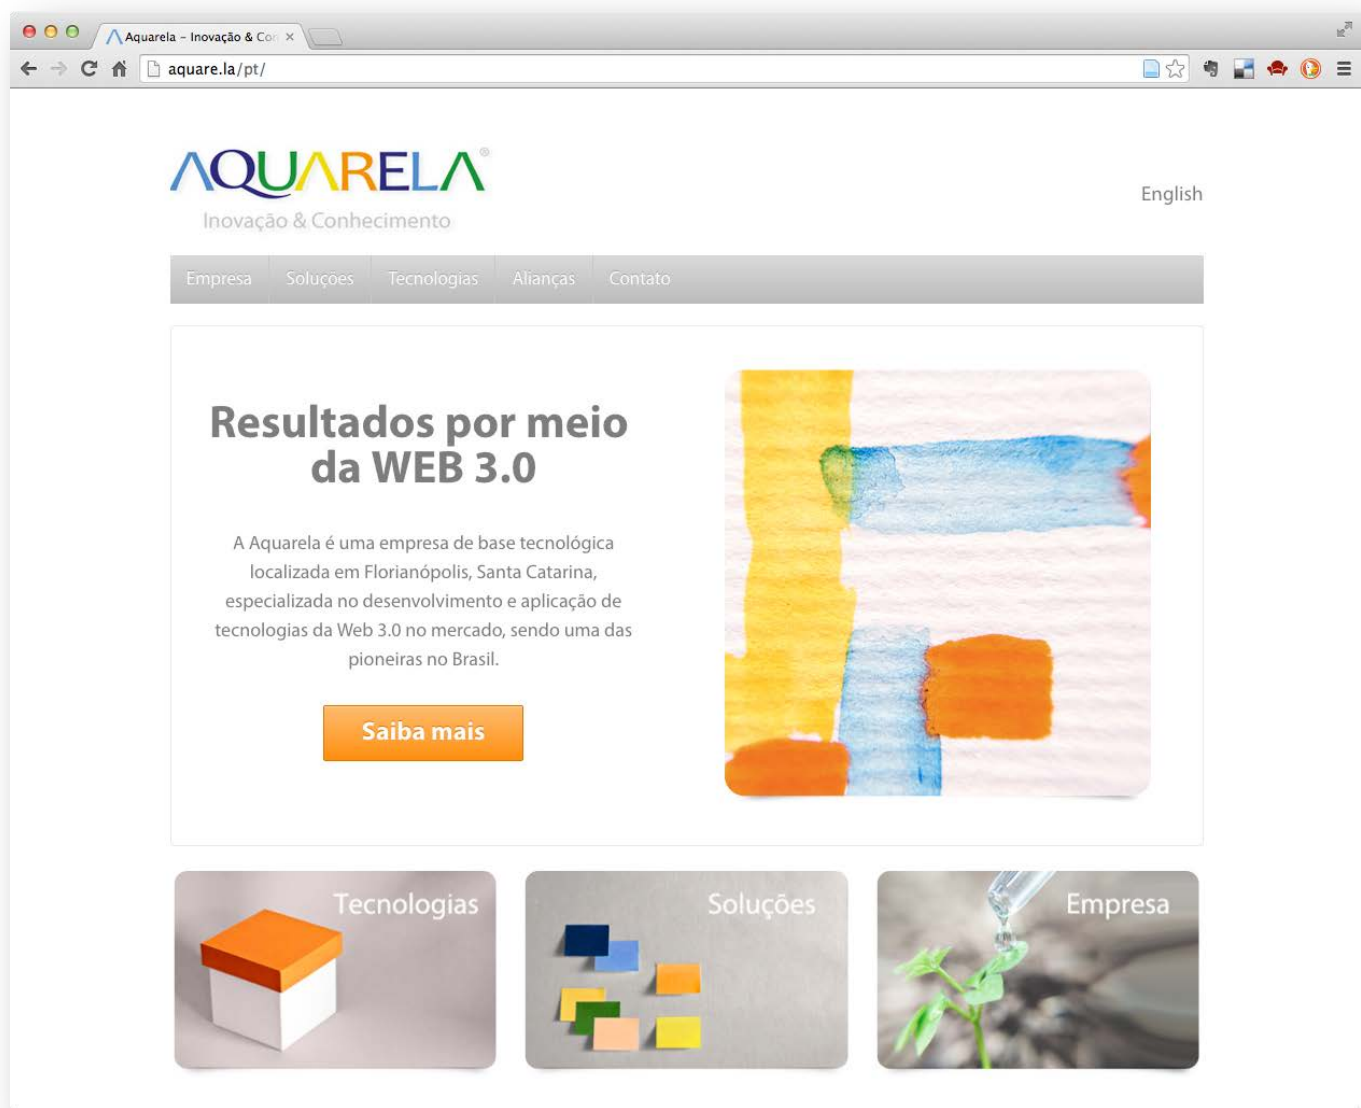 Aquarela – Inovação & Con
aquare.la/pt/
AQUARELA®
Inovação & Conhecimento
English
Empresa Soluções Tecnologias Alianças Contato
Resultados por meio
da WEB 3.0
A Aquarela é uma empresa de base tecnológica
localizada em Florianópolis, Santa Catarina,
especializada no desenvolvimento e aplicação de
tecnologias da Web 3.0 no mercado, sendo uma das
pioneiras no Brasil.
Saiba mais
Tecnologias
Soluções
Empresa